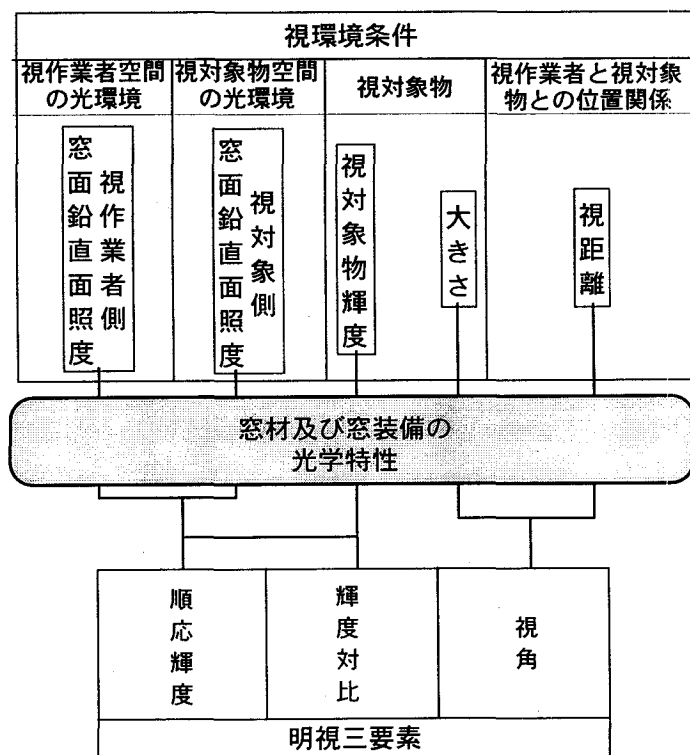 視環境条件
視作業者空間
の光環境
視対象物空間
の光環境
視対象物
視作業者と視対象
物との位置関係
窓面鉛直面照度
視作業者側
窓面鉛直面照度
視対象側
視対象物輝度
大きさ
視距離
窓材及び窓装備の
光学特性
順応輝度
輝度対比
視角
明視三要素